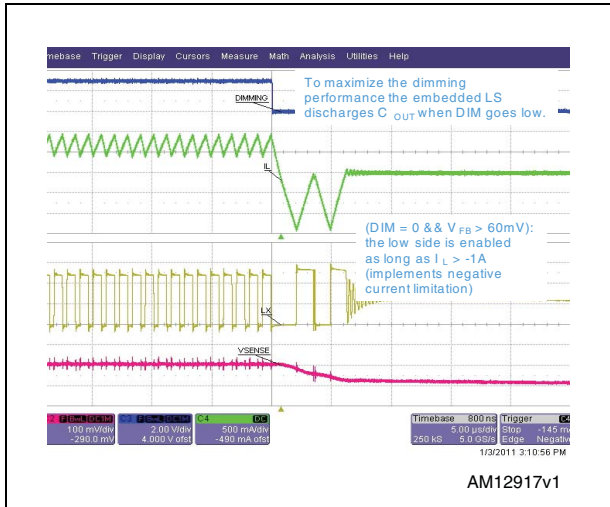 mebase Trigger Display Cursors Measure Math Analysis Utilities Help
To maximize the dimming
performance the embedded LS
discharges C OUT when DIM goes low.
DIMMING
IL
(DIM = 0 && V FB > 60mV):
the low side is enabled
as long as I L > -1A
(implements negative
current limitation)
LX
VSENSE
100 mV/div
-290.0 mV
2.00 V/div
4.000 V ofst
C4 DC
500 mA/div
-490 mA ofst
Timebase 800 ns
5.00 µs/div
250 kS 5.0 GS/s
Trigger C4
Stop -145 m
Edge Negativ
1/3/2011 3:10:56 PM
AM12917v1